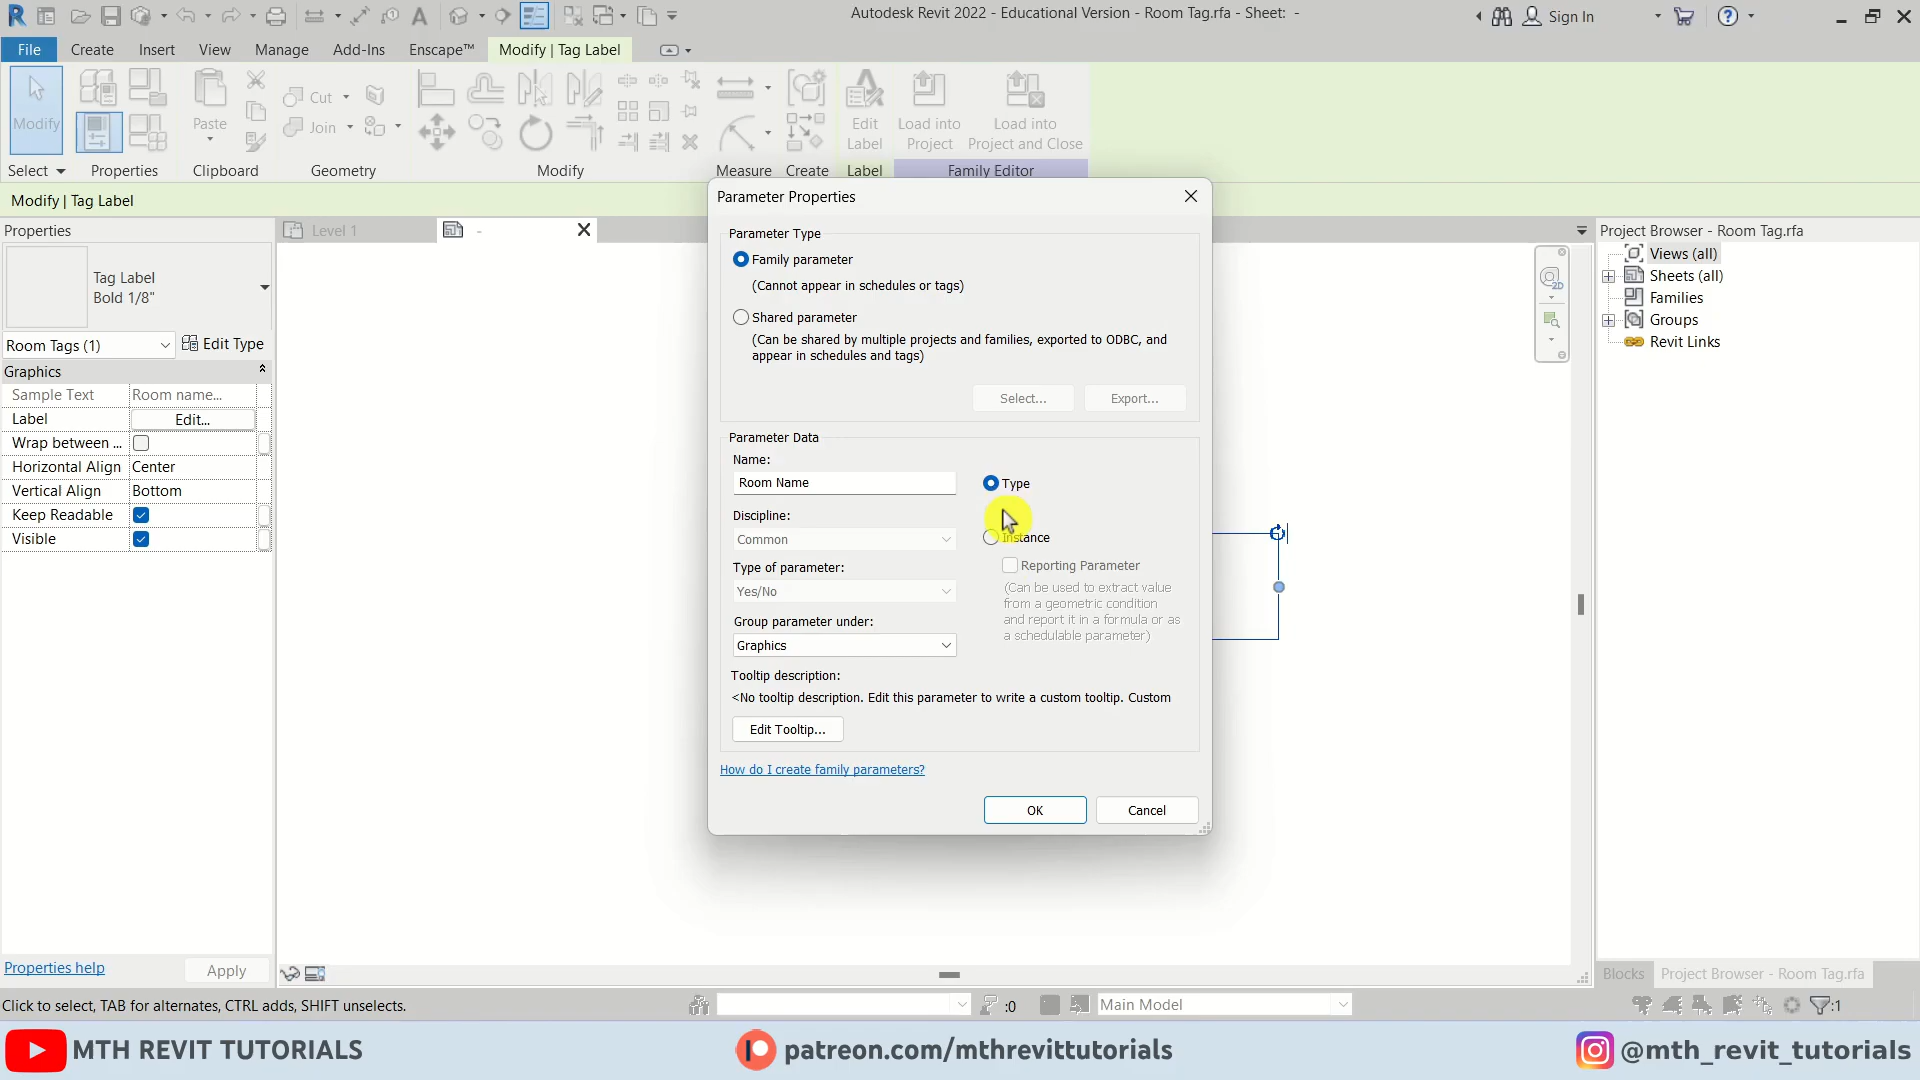 Autodesk Revit 2022 - Educational Version - Room Tag.rfa - Sheet: -
Sign In
File Create Insert View Manage Add-Ins Enscape™ Modify | Tag Label
Modify
Cut
Join
Paste
Edit Label
Load into Project
Load into Project and Close
Select Properties Clipboard Geometry Modify Measure Create Label Family Editor
Modify | Tag Label
Properties
Tag Label
Bold 1/8"
Room Tags (1)
Edit Type
Graphics
Sample Text Room name...
Label Edit...
Wrap between ...
Horizontal Align Center
Vertical Align Bottom
Keep Readable
Visible
Properties help
Apply
Level 1
-
Parameter Properties
Parameter Type
Family parameter
(Cannot appear in schedules or tags)
Shared parameter
(Can be shared by multiple projects and families, exported to ODBC, and
appear in schedules and tags)
Select... Export...
Parameter Data
Name:
Room Name
Type
Discipline:
Common
Instance
Type of parameter:
Yes/No
Reporting Parameter
(Can be used to extract value
from a geometric condition
and report it in a formula or as
a schedulable parameter)
Group parameter under:
Graphics
Tooltip description:
<No tooltip description. Edit this parameter to write a custom tooltip. Custom
Edit Tooltip...
How do I create family parameters?
OK Cancel
Project Browser - Room Tag.rfa
Views (all)
Sheets (all)
Families
Groups
Revit Links
2D
Blocks Project Browser - Room Tag.rfa
Click to select, TAB for alternates, CTRL adds, SHIFT unselects.
:0
Main Model
:1
MTH REVIT TUTORIALS
patreon.com/mthrevittutorials
@mth_revit_tutorials